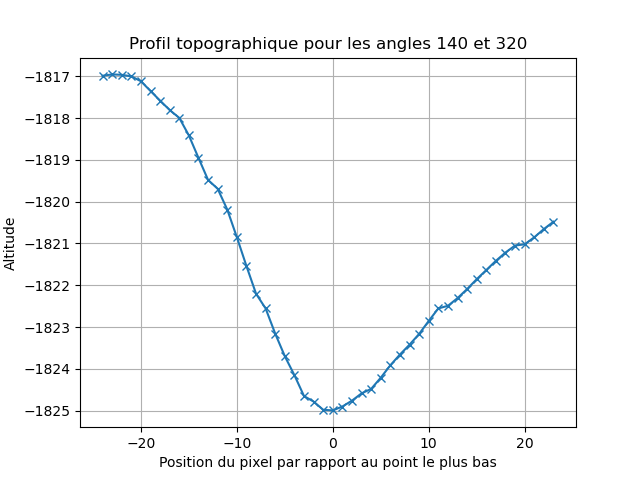 Profil topographique pour les angles 140 et 320
Altitude
−1817
−1818
−1819
−1820
−1821
−1822
−1823
−1824
−1825
−20 −10 0 10 20
Position du pixel par rapport au point le plus bas